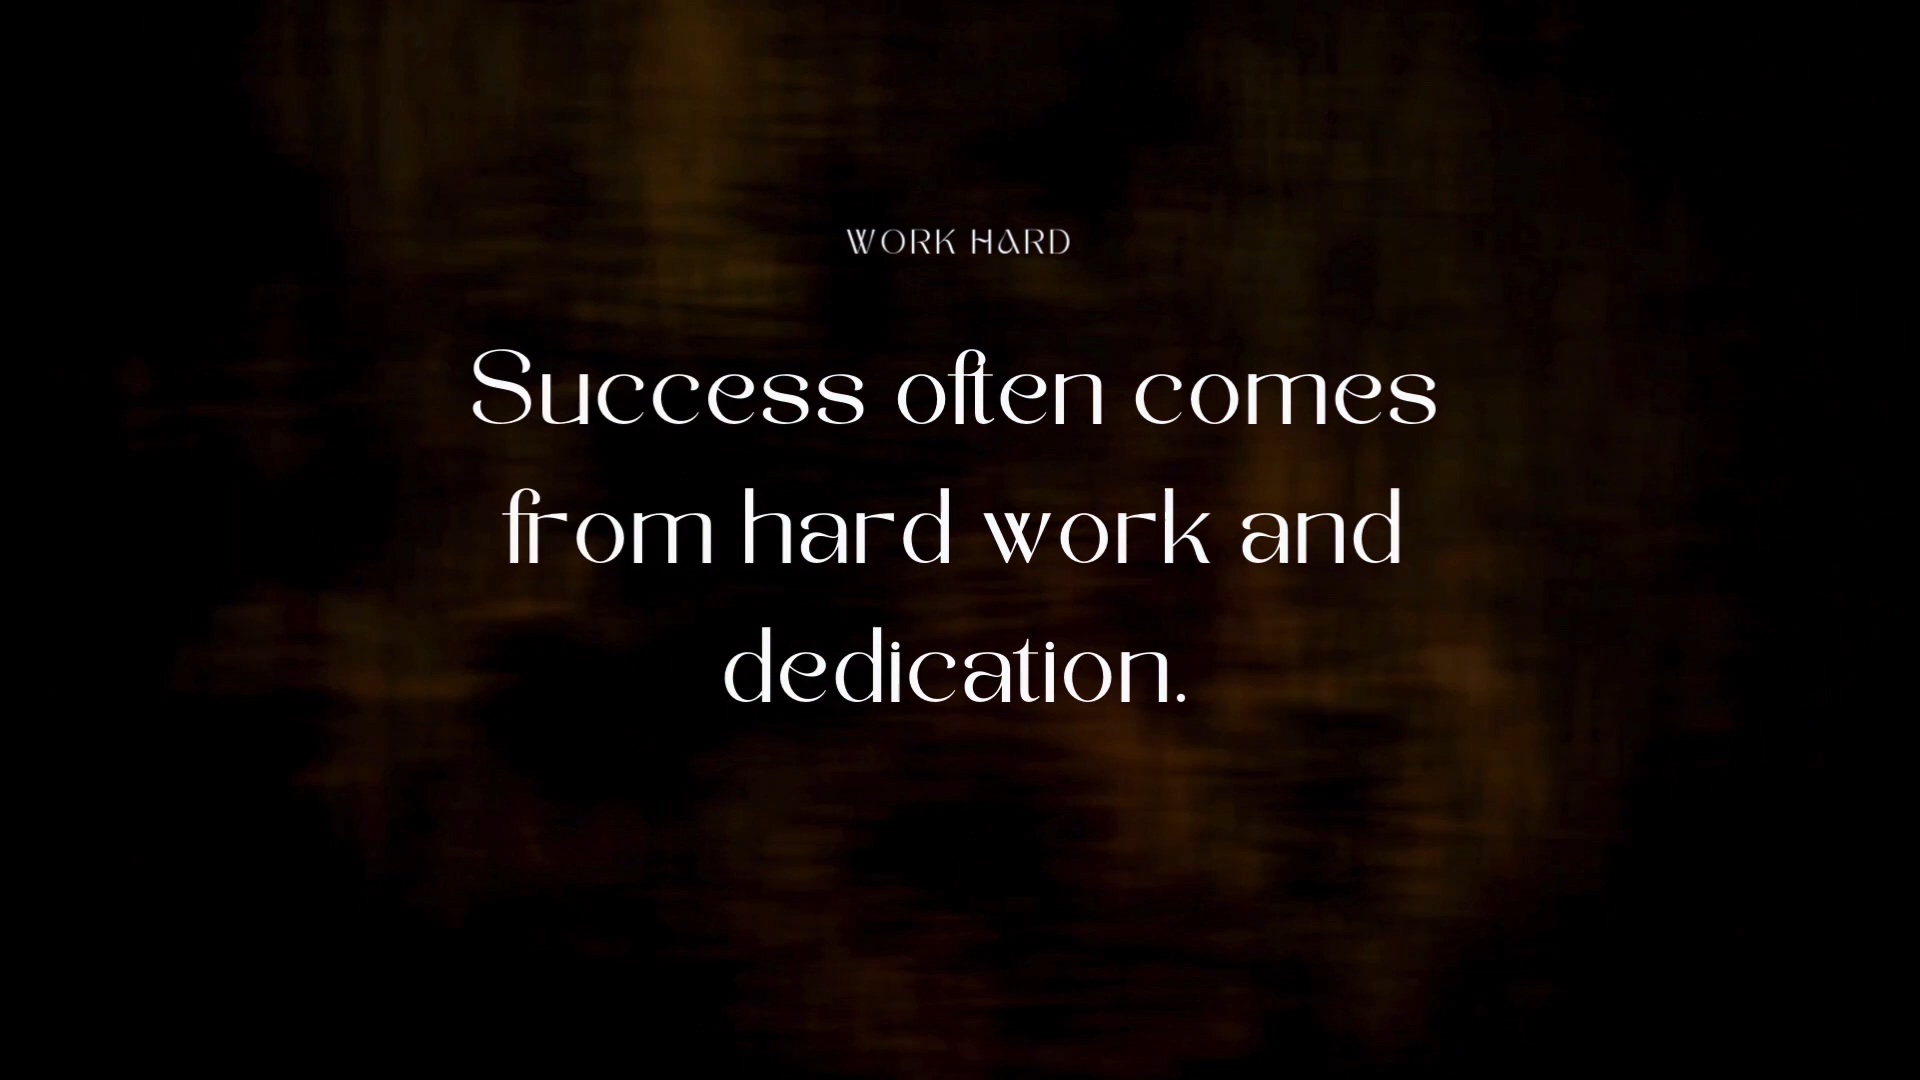 WORK HARD
Success often comes
from hard work and
dedication.